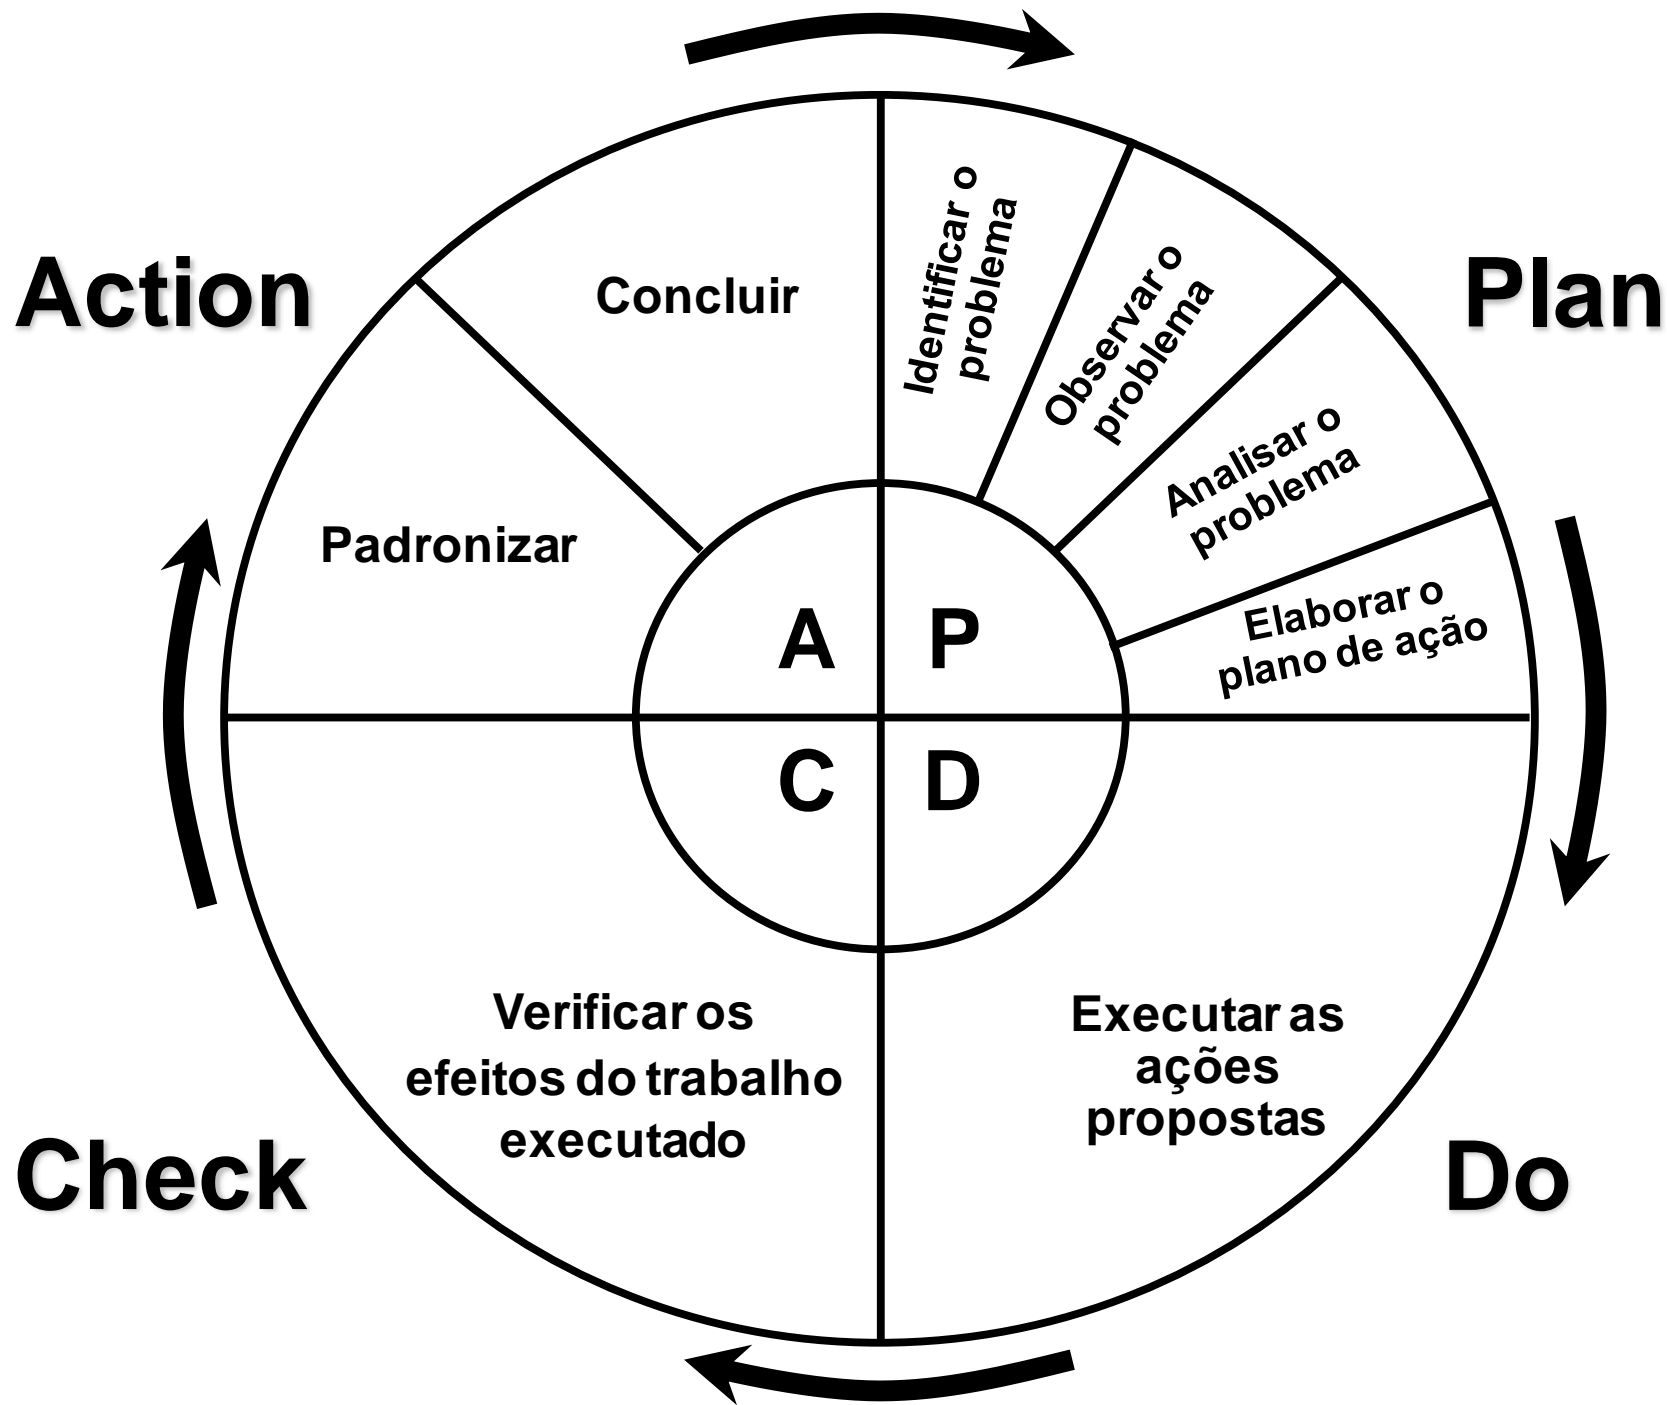 Action
Plan
Concluir
Identificar o
problema
Observar o
problema
Analisar o
problema
Elaborar o
plano de ação
Padronizar
A
P
C
D
Verificar os
efeitos do trabalho
executado
Executar as
ações
propostas
Check
Do